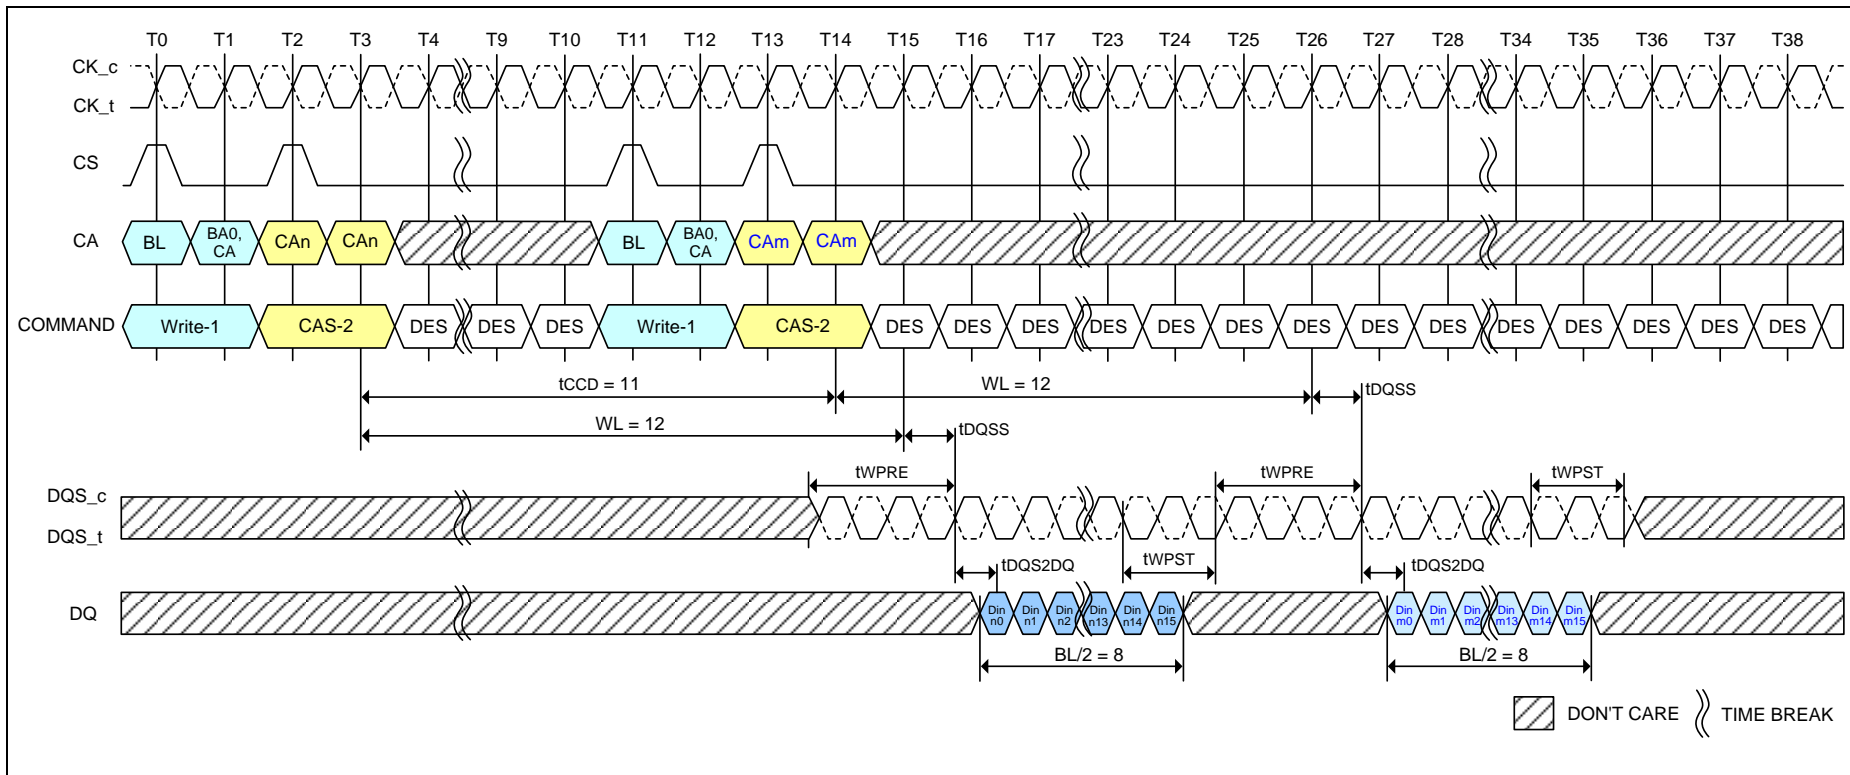 T0 T1 T2 T3 T4 T9 T10 T11 T12 T13 T14 T15 T16 T17 T23 T24 T25 T26 T27 T28 T34 T35 T36 T37 T38
CK_c
CK_t
CS
CA BL BA0, CA CAn CAn BL BA0, CA CAm CAm
COMMAND Write-1 CAS-2 DES DES DES Write-1 CAS-2 DES DES DES DES DES DES DES DES DES DES DES DES DES DES
tCCD = 11 WL = 12 tDQSS
WL = 12 tDQSS
tWPRE tWPRE tWPST
DQS_c
DQS_t
tDQS2DQ tWPST tDQS2DQ
DQ Din n0 Din n1 Din n2 Din n13 Din n14 Din n15 Din m0 Din m1 Din m2 Din m13 Din m14 Din m15
BL/2 = 8 BL/2 = 8
DON'T CARE TIME BREAK